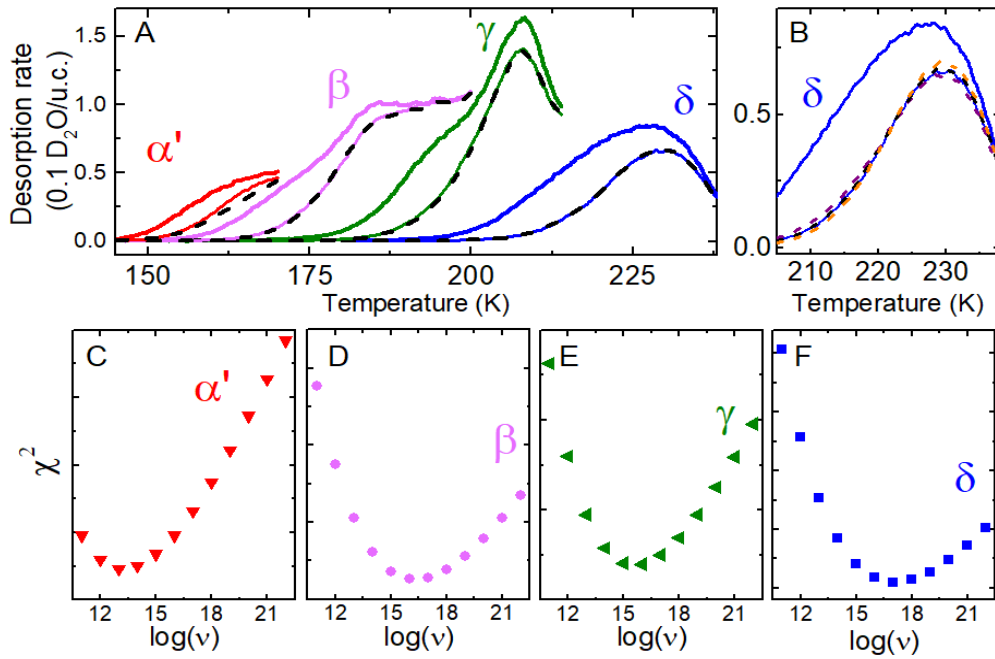 A
B
Desorption rate
(0.1 D₂O/u.c.)
1.5
1.0
0.5
0.0
α'
β
γ
δ
150
175
200
225
Temperature (K)
0.5
0.0
δ
210
220
230
Temperature (K)
C
α'
χ²
12
15
18
21
log(ν)
D
β
12
15
18
21
log(ν)
E
γ
12
15
18
21
log(ν)
F
δ
12
15
18
21
log(ν)